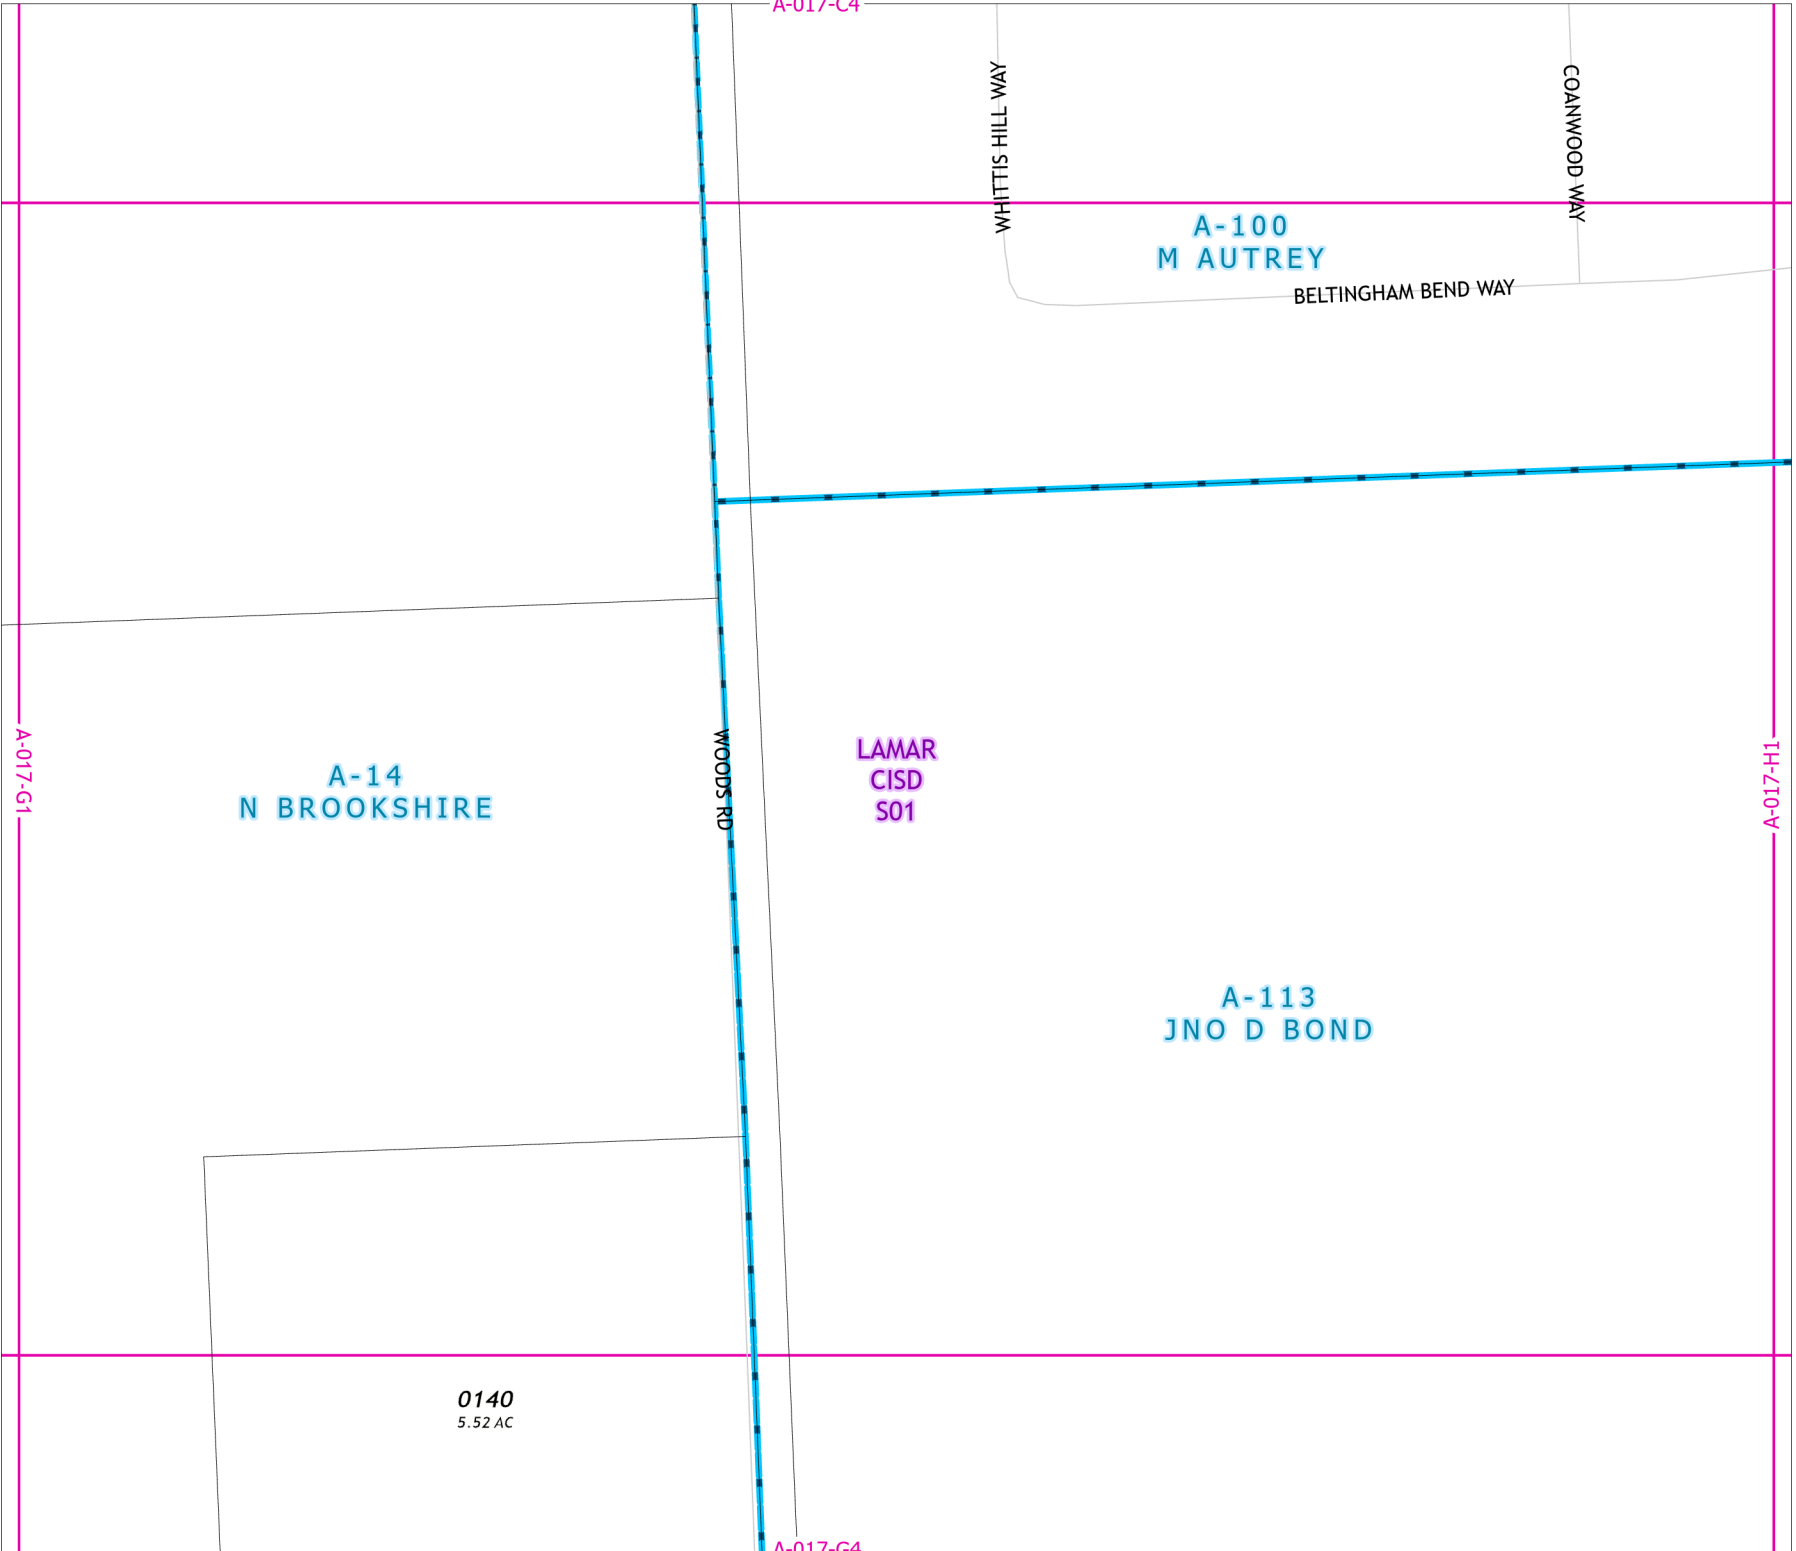 A-017-C4
WHITTIS HILL WAY
COANWOOD WAY
A-100
M AUTREY
BELTINGHAM BEND WAY
A-017-G1
A-14
N BROOKSHIRE
WOODS RD
LAMAR
CISD
S01
A-017-H1
A-113
JNO D BOND
0140
5.52 AC
A-017-G4